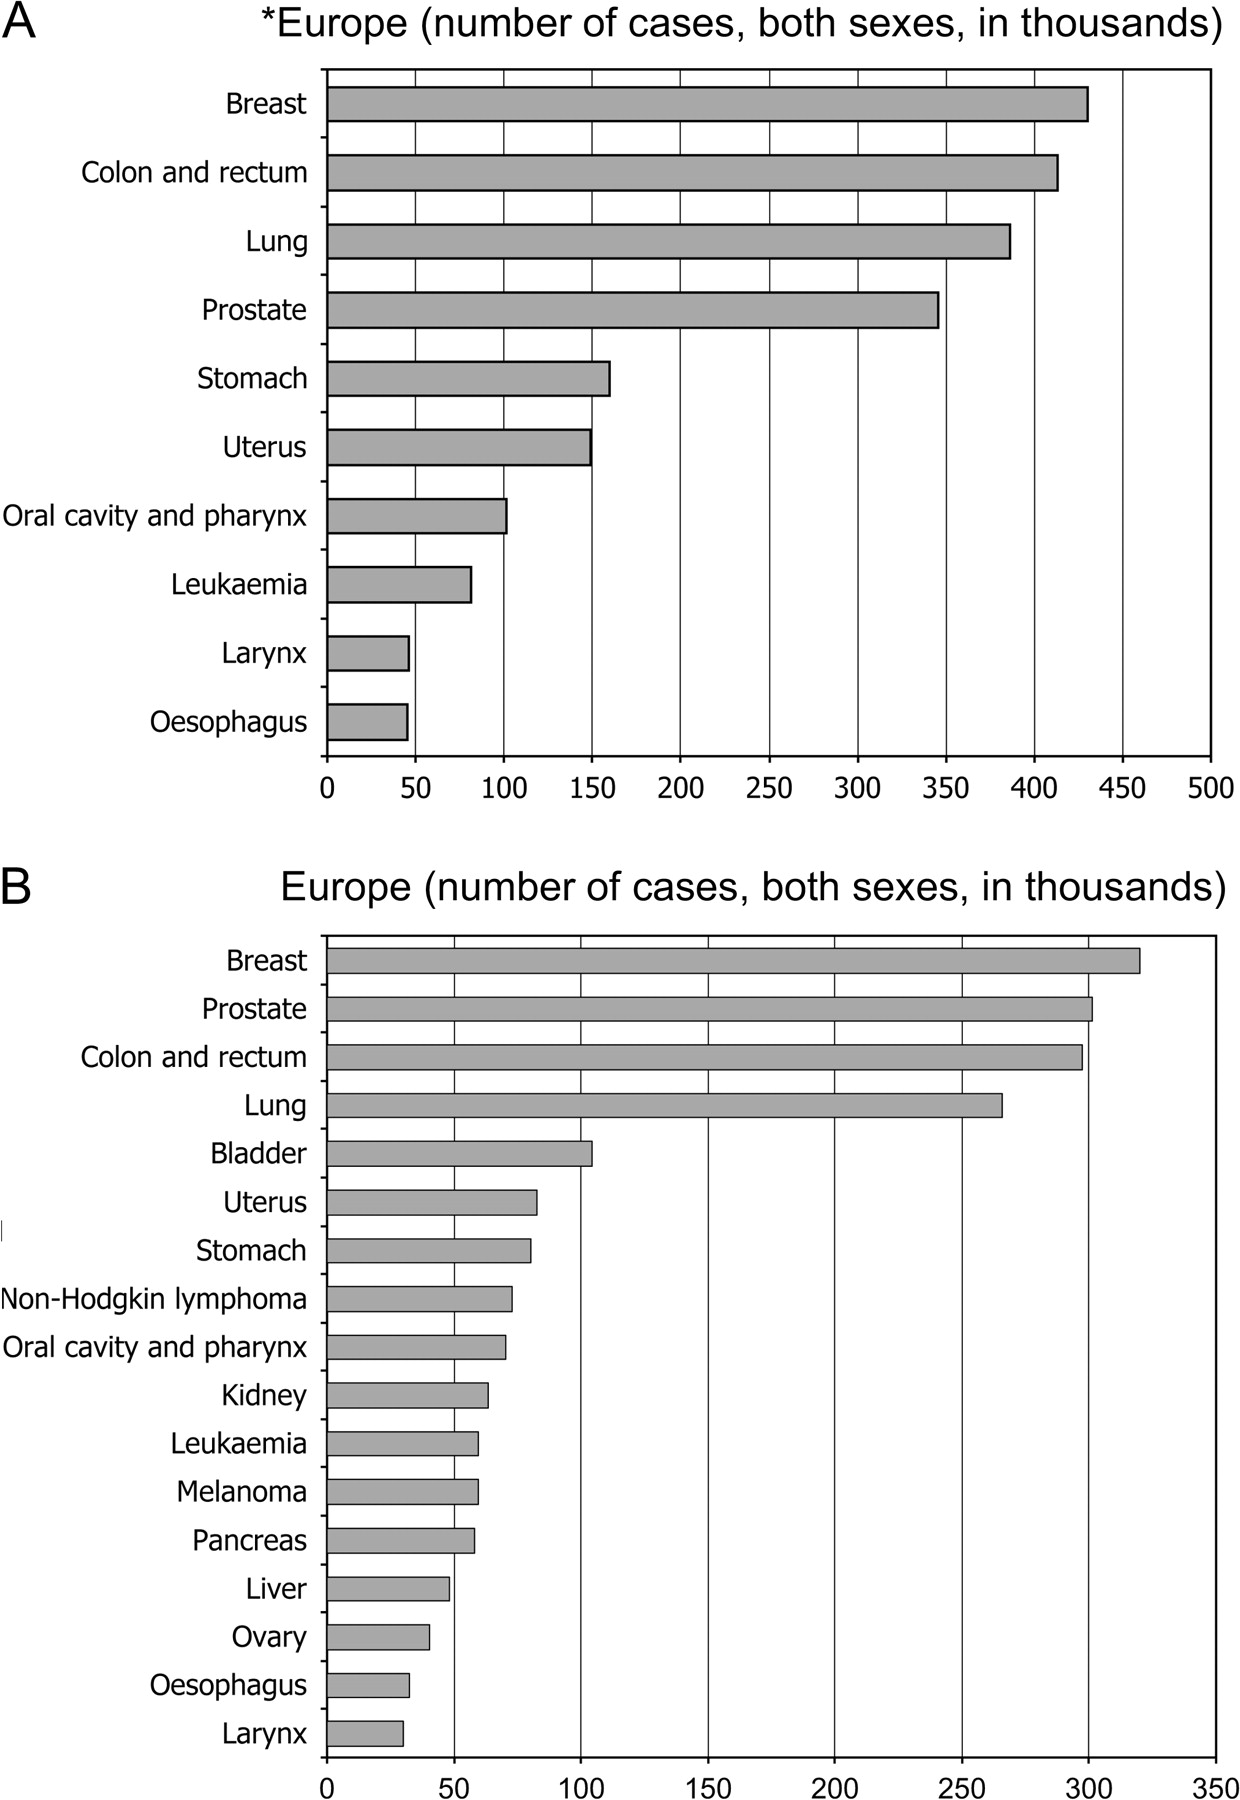 A
*Europe (number of cases, both sexes, in thousands)
Breast
Colon and rectum
Lung
Prostate
Stomach
Uterus
Oral cavity and pharynx
Leukaemia
Larynx
Oesophagus
0 50 100 150 200 250 300 350 400 450 500
B
Europe (number of cases, both sexes, in thousands)
Breast
Prostate
Colon and rectum
Lung
Bladder
Uterus
Stomach
Non-Hodgkin lymphoma
Oral cavity and pharynx
Kidney
Leukaemia
Melanoma
Pancreas
Liver
Ovary
Oesophagus
Larynx
0 50 100 150 200 250 300 350